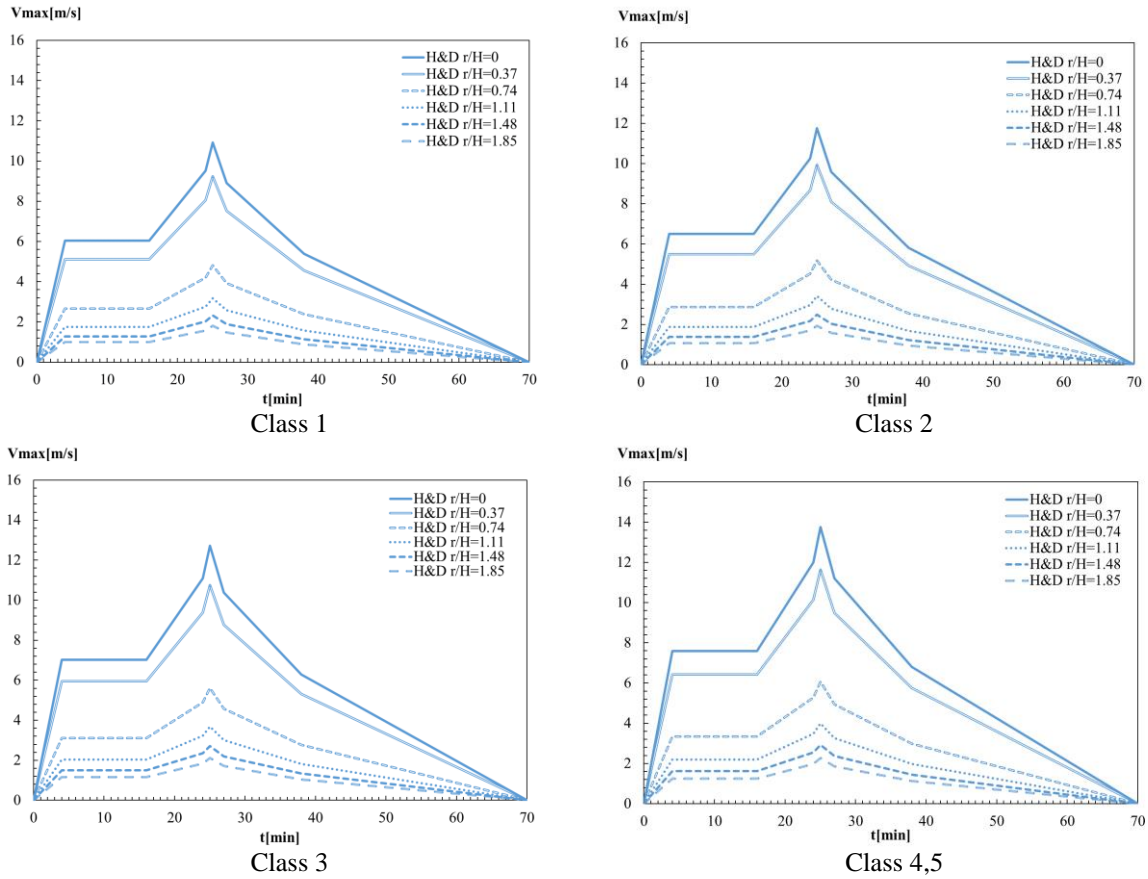 Vmax[m/s]
16
14
12
10
8
6
4
2
0
H&D r/H=0
H&D r/H=0.37
H&D r/H=0.74
H&D r/H=1.11
H&D r/H=1.48
H&D r/H=1.85
0 10 20 30 40 50 60 70
t[min]
Class 1
Vmax[m/s]
16
14
12
10
8
6
4
2
0
H&D r/H=0
H&D r/H=0.37
H&D r/H=0.74
H&D r/H=1.11
H&D r/H=1.48
H&D r/H=1.85
0 10 20 30 40 50 60 70
t[min]
Class 2
Vmax[m/s]
16
14
12
10
8
6
4
2
0
H&D r/H=0
H&D r/H=0.37
H&D r/H=0.74
H&D r/H=1.11
H&D r/H=1.48
H&D r/H=1.85
0 10 20 30 40 50 60 70
t[min]
Class 3
Vmax[m/s]
16
14
12
10
8
6
4
2
0
H&D r/H=0
H&D r/H=0.37
H&D r/H=0.74
H&D r/H=1.11
H&D r/H=1.48
H&D r/H=1.85
0 10 20 30 40 50 60 70
t[min]
Class 4,5